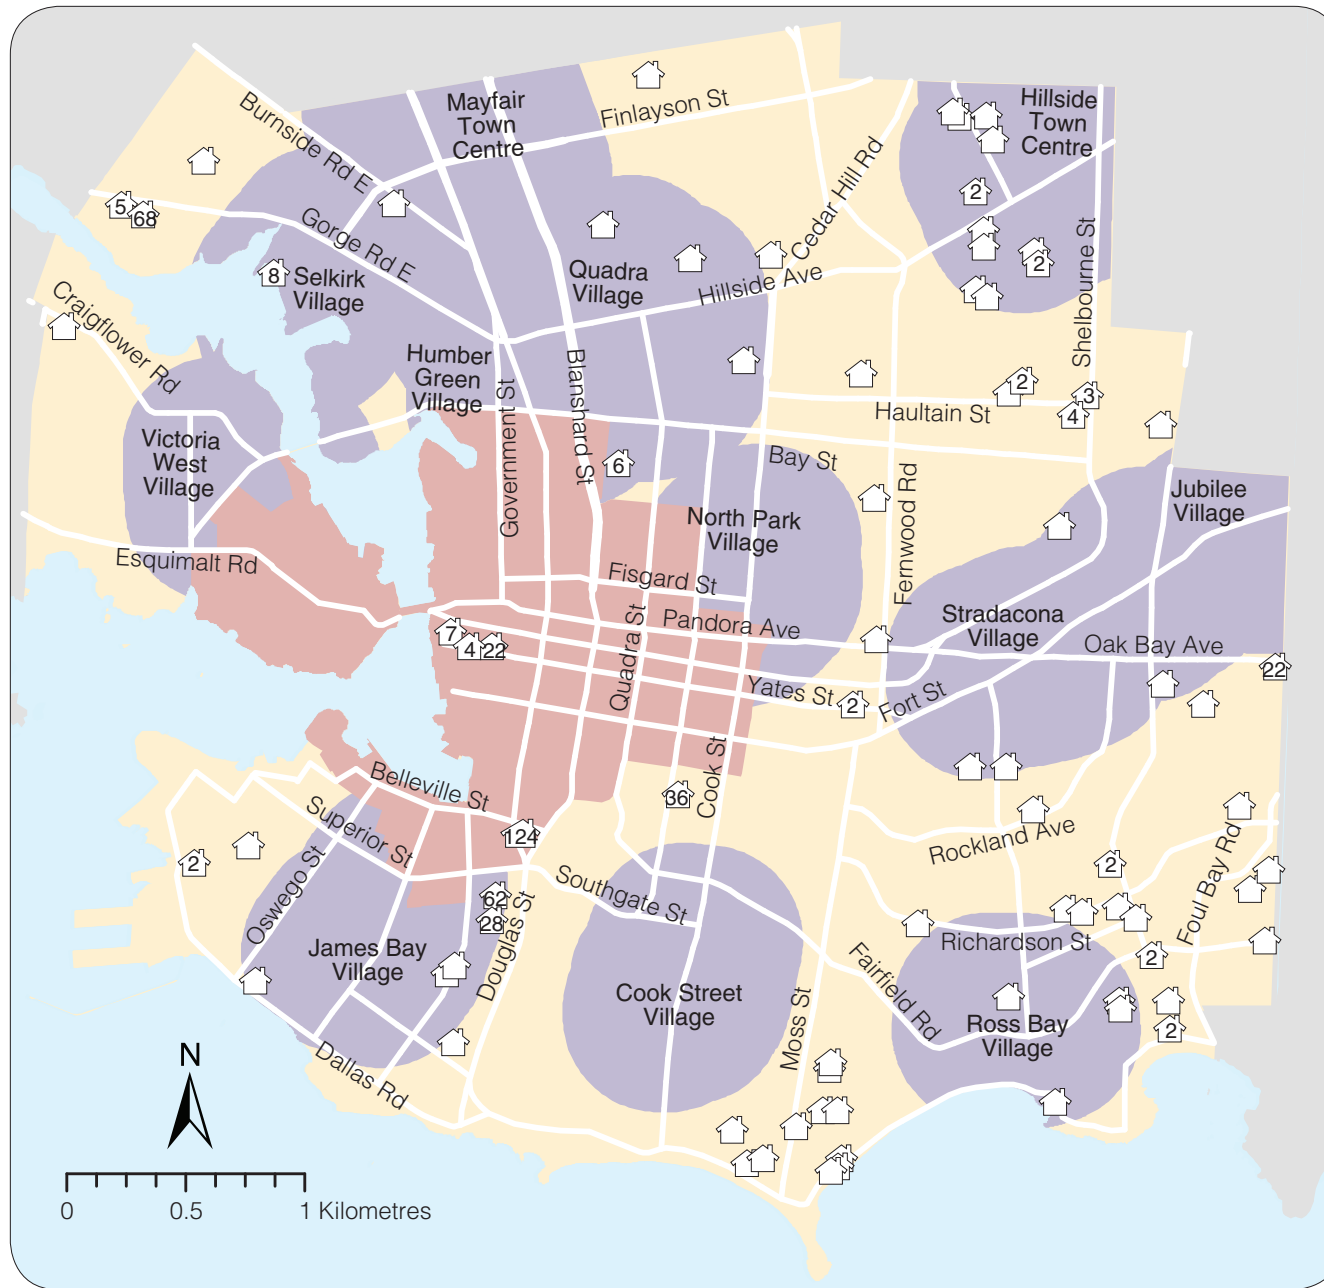 Mayfair
Town
Centre
Finlayson St
Hillside
Town
Centre
Burnside Rd E
Cedar Hill Rd
2
5
68
Gorge Rd E
8
Selkirk
Village
Quadra
Village
Hillside Ave
2
Shelbourne St
Craigflower Rd
Humber
Green
Village
Government St
Blanshard St
2
3
4
Haultain St
Victoria
West
Village
6
Bay St
Fernwood Rd
Jubilee
Village
North Park
Village
Esquimalt Rd
Fisgard St
Stradacona
Village
Pandora Ave
Oak Bay Ave
7
4
22
Quadra St
22
Yates St
2
Fort St
Belleville St
36
Cook St
Superior St
124
Rockland Ave
2
2
Oswego St
62
28
Southgate St
Foul Bay Rd
Douglas St
James Bay
Village
Richardson St
2
Fairfield Rd
Cook Street
Village
Moss St
Ross Bay
Village
2
N
Dallas Rd
0
0.5
1 Kilometres